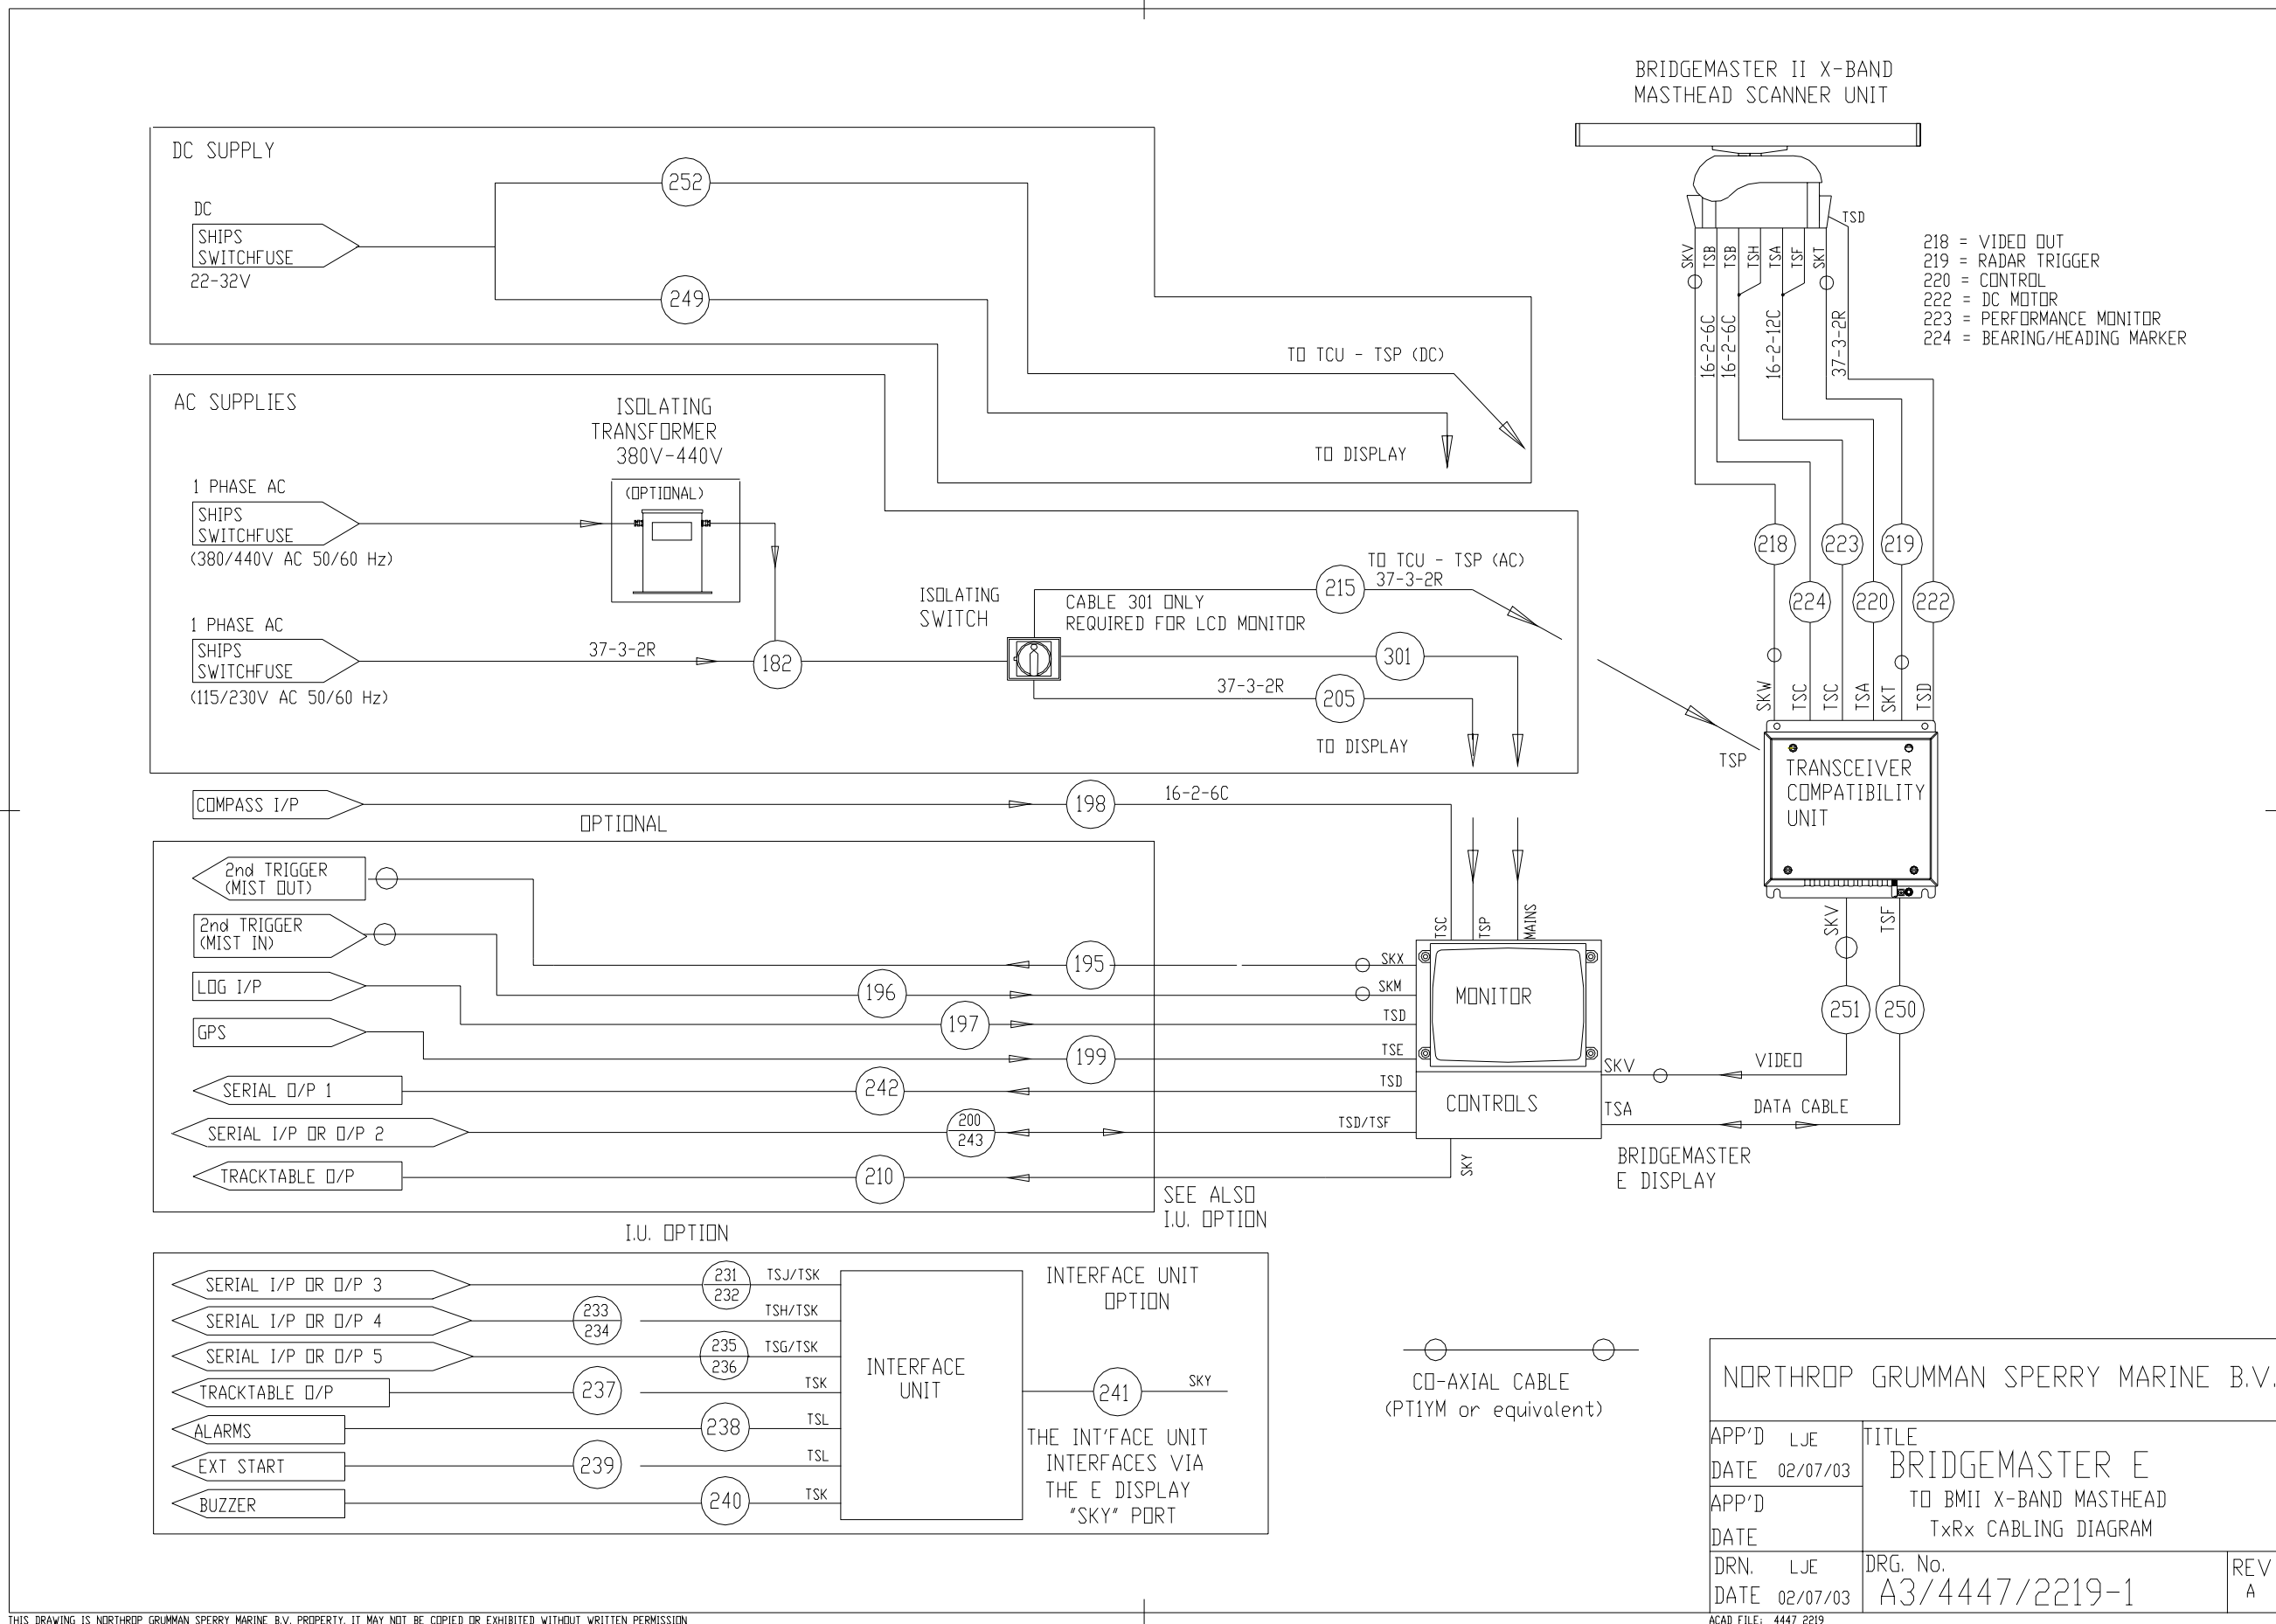 BRIDGEMASTER II X-BAND
MASTHEAD SCANNER UNIT
DC SUPPLY
252
DC
SHIPS
SWITCHFUSE
22-32V
249
TO TCU - TSP (DC)
TO DISPLAY
TSD
SKV
TSB
TSB
TSH
TSA
TSF
SKT
16-2-6C
16-2-6C
16-2-12C
37-3-2R
218 = VIDEO OUT
219 = RADAR TRIGGER
220 = CONTROL
222 = DC MOTOR
223 = PERFORMANCE MONITOR
224 = BEARING/HEADING MARKER
AC SUPPLIES
ISOLATING
TRANSFORMER
380V-440V
(OPTIONAL)
1 PHASE AC
SHIPS
SWITCHFUSE
(380/440V AC 50/60 Hz)
1 PHASE AC
SHIPS
SWITCHFUSE
(115/230V AC 50/60 Hz)
37-3-2R
182
ISOLATING
SWITCH
CABLE 301 ONLY
REQUIRED FOR LCD MONITOR
215
TO TCU - TSP (AC)
37-3-2R
301
37-3-2R
205
TO DISPLAY
218
223
219
224
220
222
SKW
TSC
TSC
TSA
SKT
TSD
TSP
TRANSCEIVER
COMPATIBILITY
UNIT
SKV
TSF
251
250
COMPASS I/P
198
16-2-6C
OPTIONAL
2nd TRIGGER
(MIST OUT)
2nd TRIGGER
(MIST IN)
LOG I/P
GPS
SERIAL O/P 1
SERIAL I/P OR O/P 2
TRACKTABLE O/P
195
196
197
199
242
200
243
210
TSC
TSP
MAINS
SKX
SKM
TSD
TSE
TSD
TSD/TSF
SKY
MONITOR
CONTROLS
SKV
VIDEO
TSA
DATA CABLE
BRIDGEMASTER
E DISPLAY
SEE ALSO
I.U. OPTION
I.U. OPTION
SERIAL I/P OR O/P 3
231
232
TSJ/TSK
SERIAL I/P OR O/P 4
233
234
TSH/TSK
SERIAL I/P OR O/P 5
235
236
TSG/TSK
TRACKTABLE O/P
237
TSK
ALARMS
238
TSL
EXT START
239
TSL
BUZZER
240
TSK
INTERFACE
UNIT
INTERFACE UNIT
OPTION
241
SKY
THE INT'FACE UNIT
INTERFACES VIA
THE E DISPLAY
"SKY" PORT
CO-AXIAL CABLE
(PT1YM or equivalent)
NORTHROP GRUMMAN SPERRY MARINE B.V.
APP'D LJE
DATE 02/07/03
APP'D
DATE
DRN. LJE
DATE 02/07/03
TITLE
BRIDGEMASTER E
TO BMII X-BAND MASTHEAD
TxRx CABLING DIAGRAM
DRG. No.
A3/4447/2219-1
REV
A
THIS DRAWING IS NORTHROP GRUMMAN SPERRY MARINE B.V. PROPERTY. IT MAY NOT BE COPIED OR EXHIBITED WITHOUT WRITTEN PERMISSION
ACAD FILE: 4447 2219